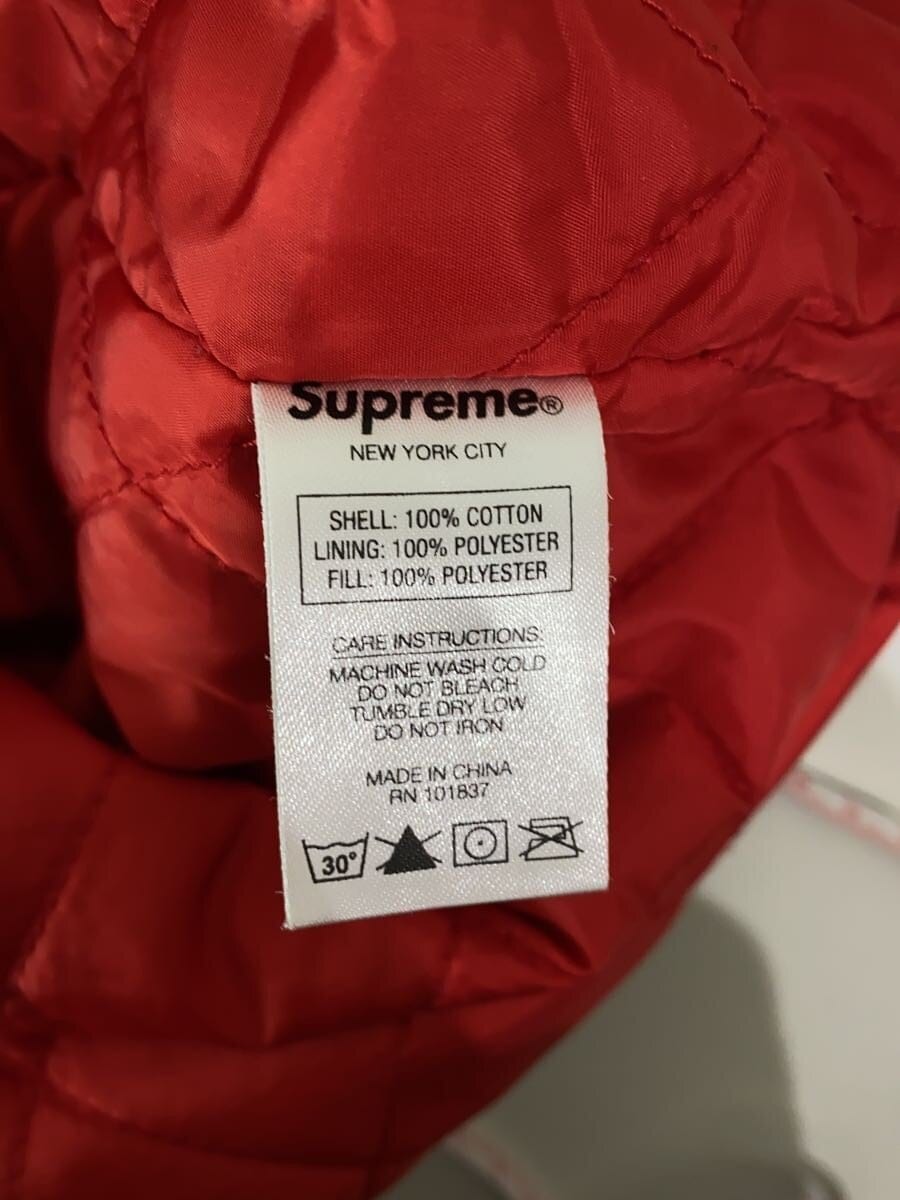 Supreme®
NEW YORK CITY
SHELL: 100% COTTON
LINING: 100% POLYESTER
FILL: 100% POLYESTER
CARE INSTRUCTIONS:
MACHINE WASH COLD
DO NOT BLEACH
TUMBLE DRY LOW
DO NOT IRON
MADE IN CHINA
RN 101837
30°